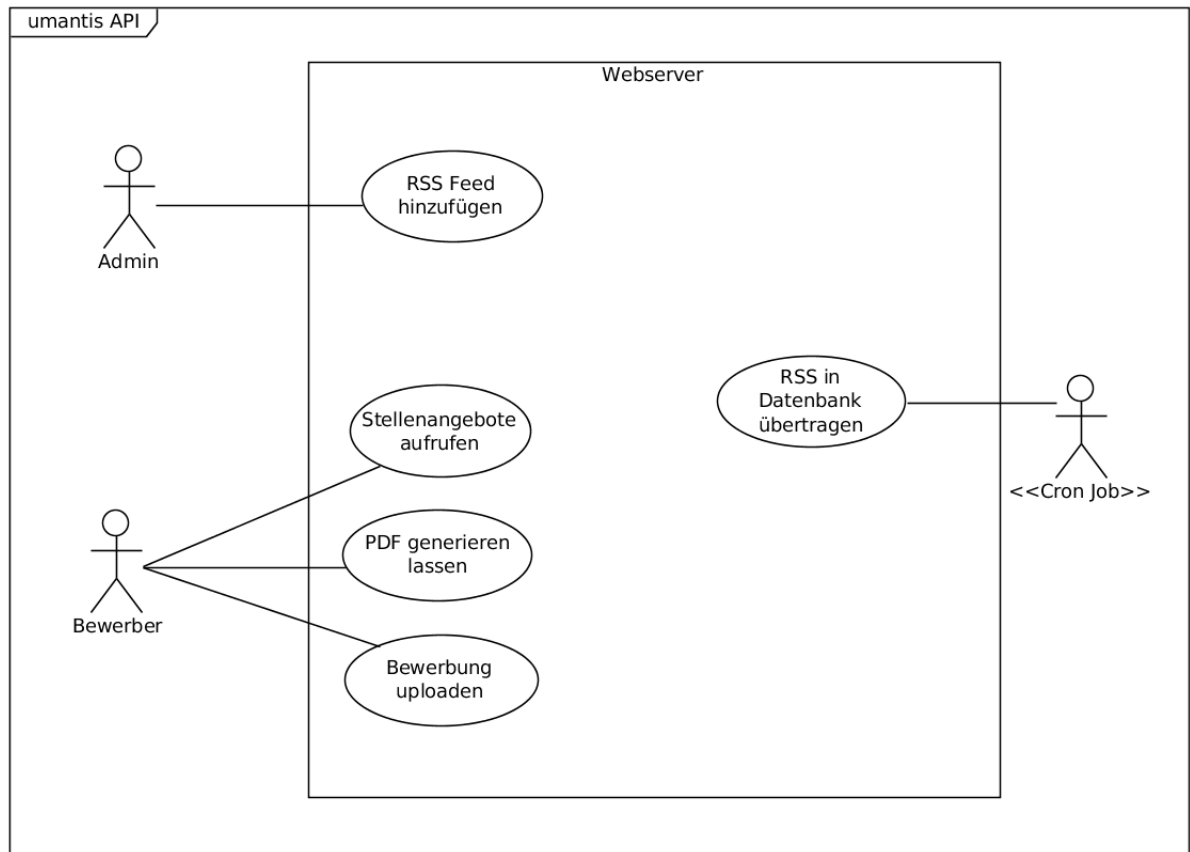 umantis API
Webserver
RSS Feed
hinzufügen
Admin
RSS in
Datenbank
übertragen
<<Cron Job>>
Stellenangebote
aufrufen
PDF generieren
lassen
Bewerber
Bewerbung
uploaden